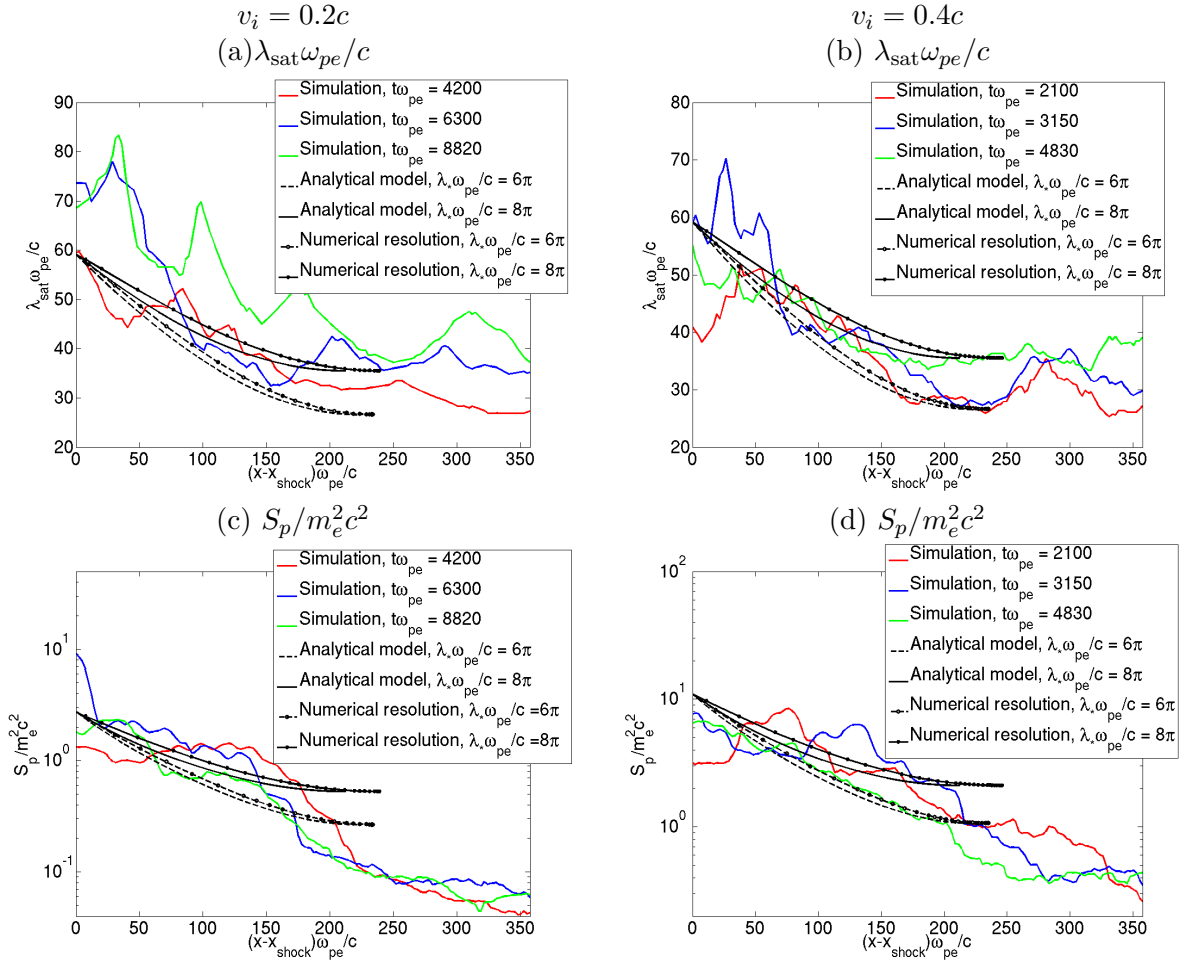 v_i = 0.2c
v_i = 0.4c
(a)λ_sat ω_pe/c
(b) λ_sat ω_pe/c
Simulation, tω_pe = 4200
Simulation, tω_pe = 6300
Simulation, tω_pe = 8820
Analytical model, λ_*ω_pe/c = 6π
Analytical model, λ_*ω_pe/c = 8π
Numerical resolution, λ_*ω_pe/c = 6π
Numerical resolution, λ_*ω_pe/c = 8π
90
80
70
60
50
40
30
20
λ_sat ω_pe/c
0 50 100 150 200 250 300 350
(x-x_shock)ω_pe/c
Simulation, tω_pe = 2100
Simulation, tω_pe = 3150
Simulation, tω_pe = 4830
Analytical model, λ_*ω_pe/c = 6π
Analytical model, λ_*ω_pe/c = 8π
Numerical resolution, λ_*ω_pe/c = 6π
Numerical resolution, λ_*ω_pe/c = 8π
80
70
60
50
40
30
20
λ_sat ω_pe/c
0 50 100 150 200 250 300 350
(x-x_shock)ω_pe/c
(c) S_p/m_e^2c^2
(d) S_p/m_e^2c^2
Simulation, tω_pe = 4200
Simulation, tω_pe = 6300
Simulation, tω_pe = 8820
Analytical model, λ_*ω_pe/c = 6π
Analytical model, λ_*ω_pe/c = 8π
Numerical resolution, λ_*ω_pe/c =6π
Numerical resolution, λ_*ω_pe/c =8π
10^1
10^0
10^-1
S_p/m_e^2c^2
0 50 100 150 200 250 300 350
(x-x_shock)ω_pe/c
Simulation, tω_pe = 2100
Simulation, tω_pe = 3150
Simulation, tω_pe = 4830
Analytical model, λ_*ω_pe/c = 6π
Analytical model, λ_*ω_pe/c = 8π
Numerical resolution, λ_*ω_pe/c = 6π
Numerical resolution, λ_*ω_pe/c = 8π
10^2
10^1
10^0
S_p/m_e^2c^2
0 50 100 150 200 250 300 350
(x-x_shock)ω_pe/c